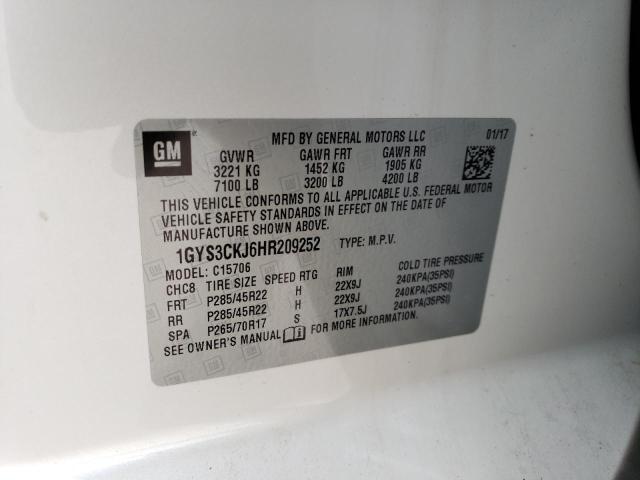 GM
MFD BY GENERAL MOTORS LLC 01/17
GVWR GAWR FRT GAWR RR
3221 KG 1452 KG 1905 KG
7100 LB 3200 LB 4200 LB
THIS VEHICLE CONFORMS TO ALL APPLICABLE U.S. FEDERAL MOTOR
VEHICLE SAFETY STANDARDS IN EFFECT ON THE DATE OF
MANUFACTURE SHOWN ABOVE.
1GYS3CKJ6HR209252 TYPE: M.P.V.
MODEL: C15706
CHC8 TIRE SIZE SPEED RTG RIM COLD TIRE PRESSURE
FRT P285/45R22 H 22X9J 240KPA(35PSI)
RR P285/45R22 H 22X9J 240KPA(35PSI)
SPA P265/70R17 S 17X7.5J 240KPA(35PSI)
SEE OWNER'S MANUAL FOR MORE INFORMATION.